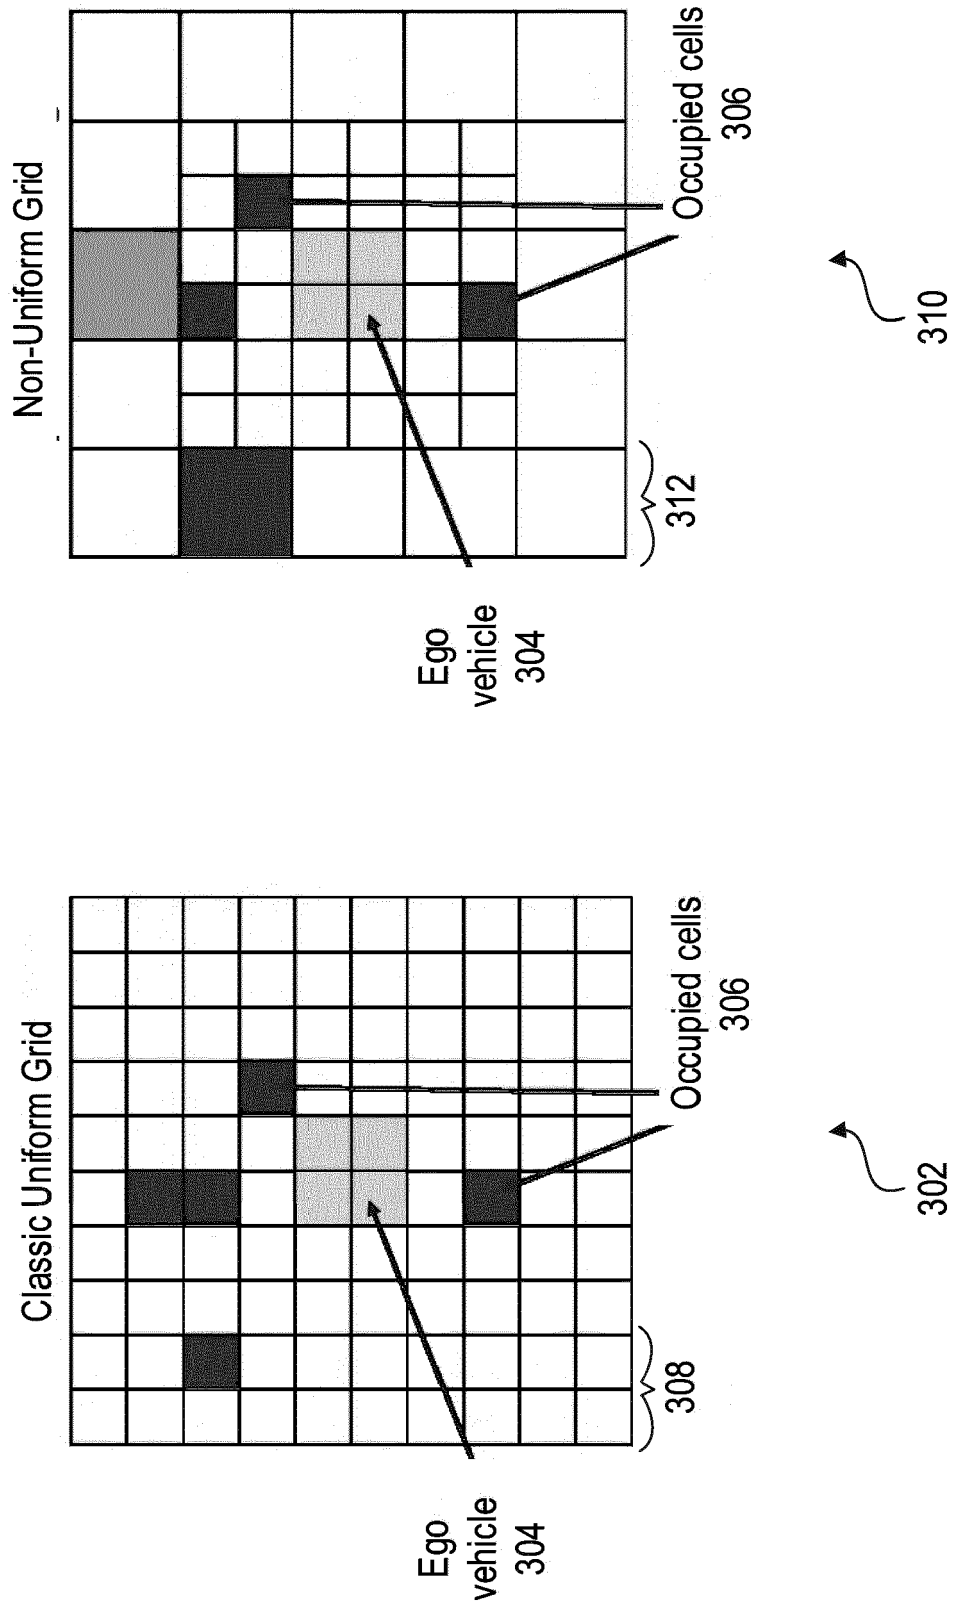 Classic Uniform Grid
Ego
vehicle
304
308
Occupied cells
306
302
Non-Uniform Grid
Ego
vehicle
304
312
Occupied cells
306
310